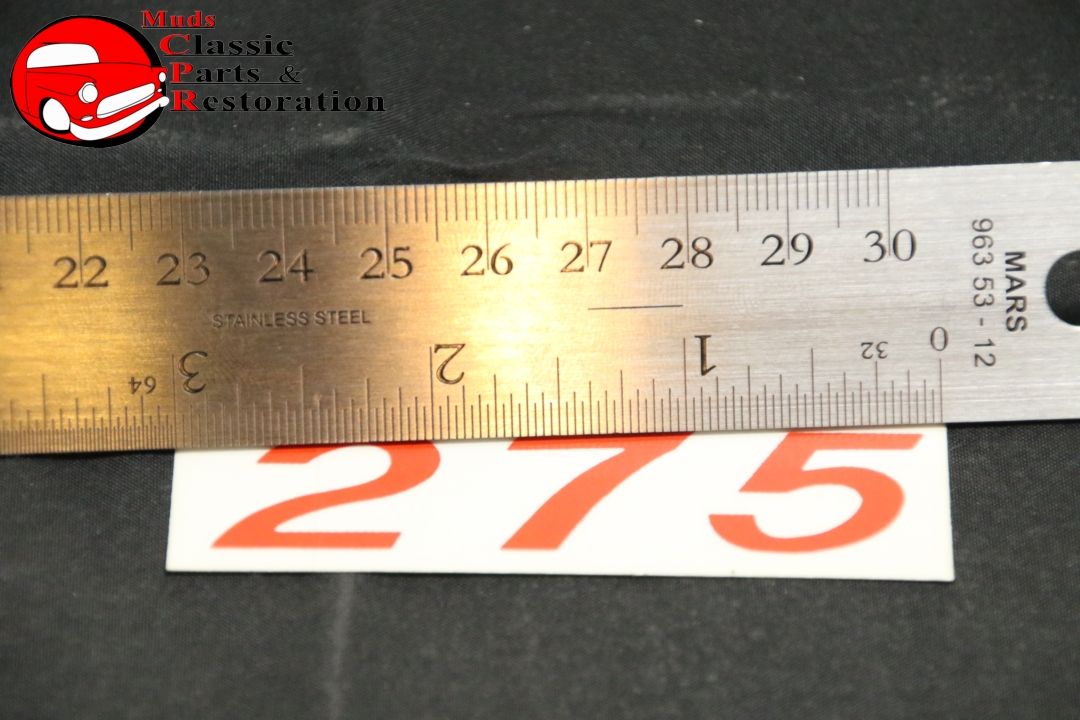 Muds
Classic
Parts &
Restoration
22 23 24 25 26 27 28 29 30
STAINLESS STEEL
963 53 - 12
MARS
64 3 2 1 32 0
275